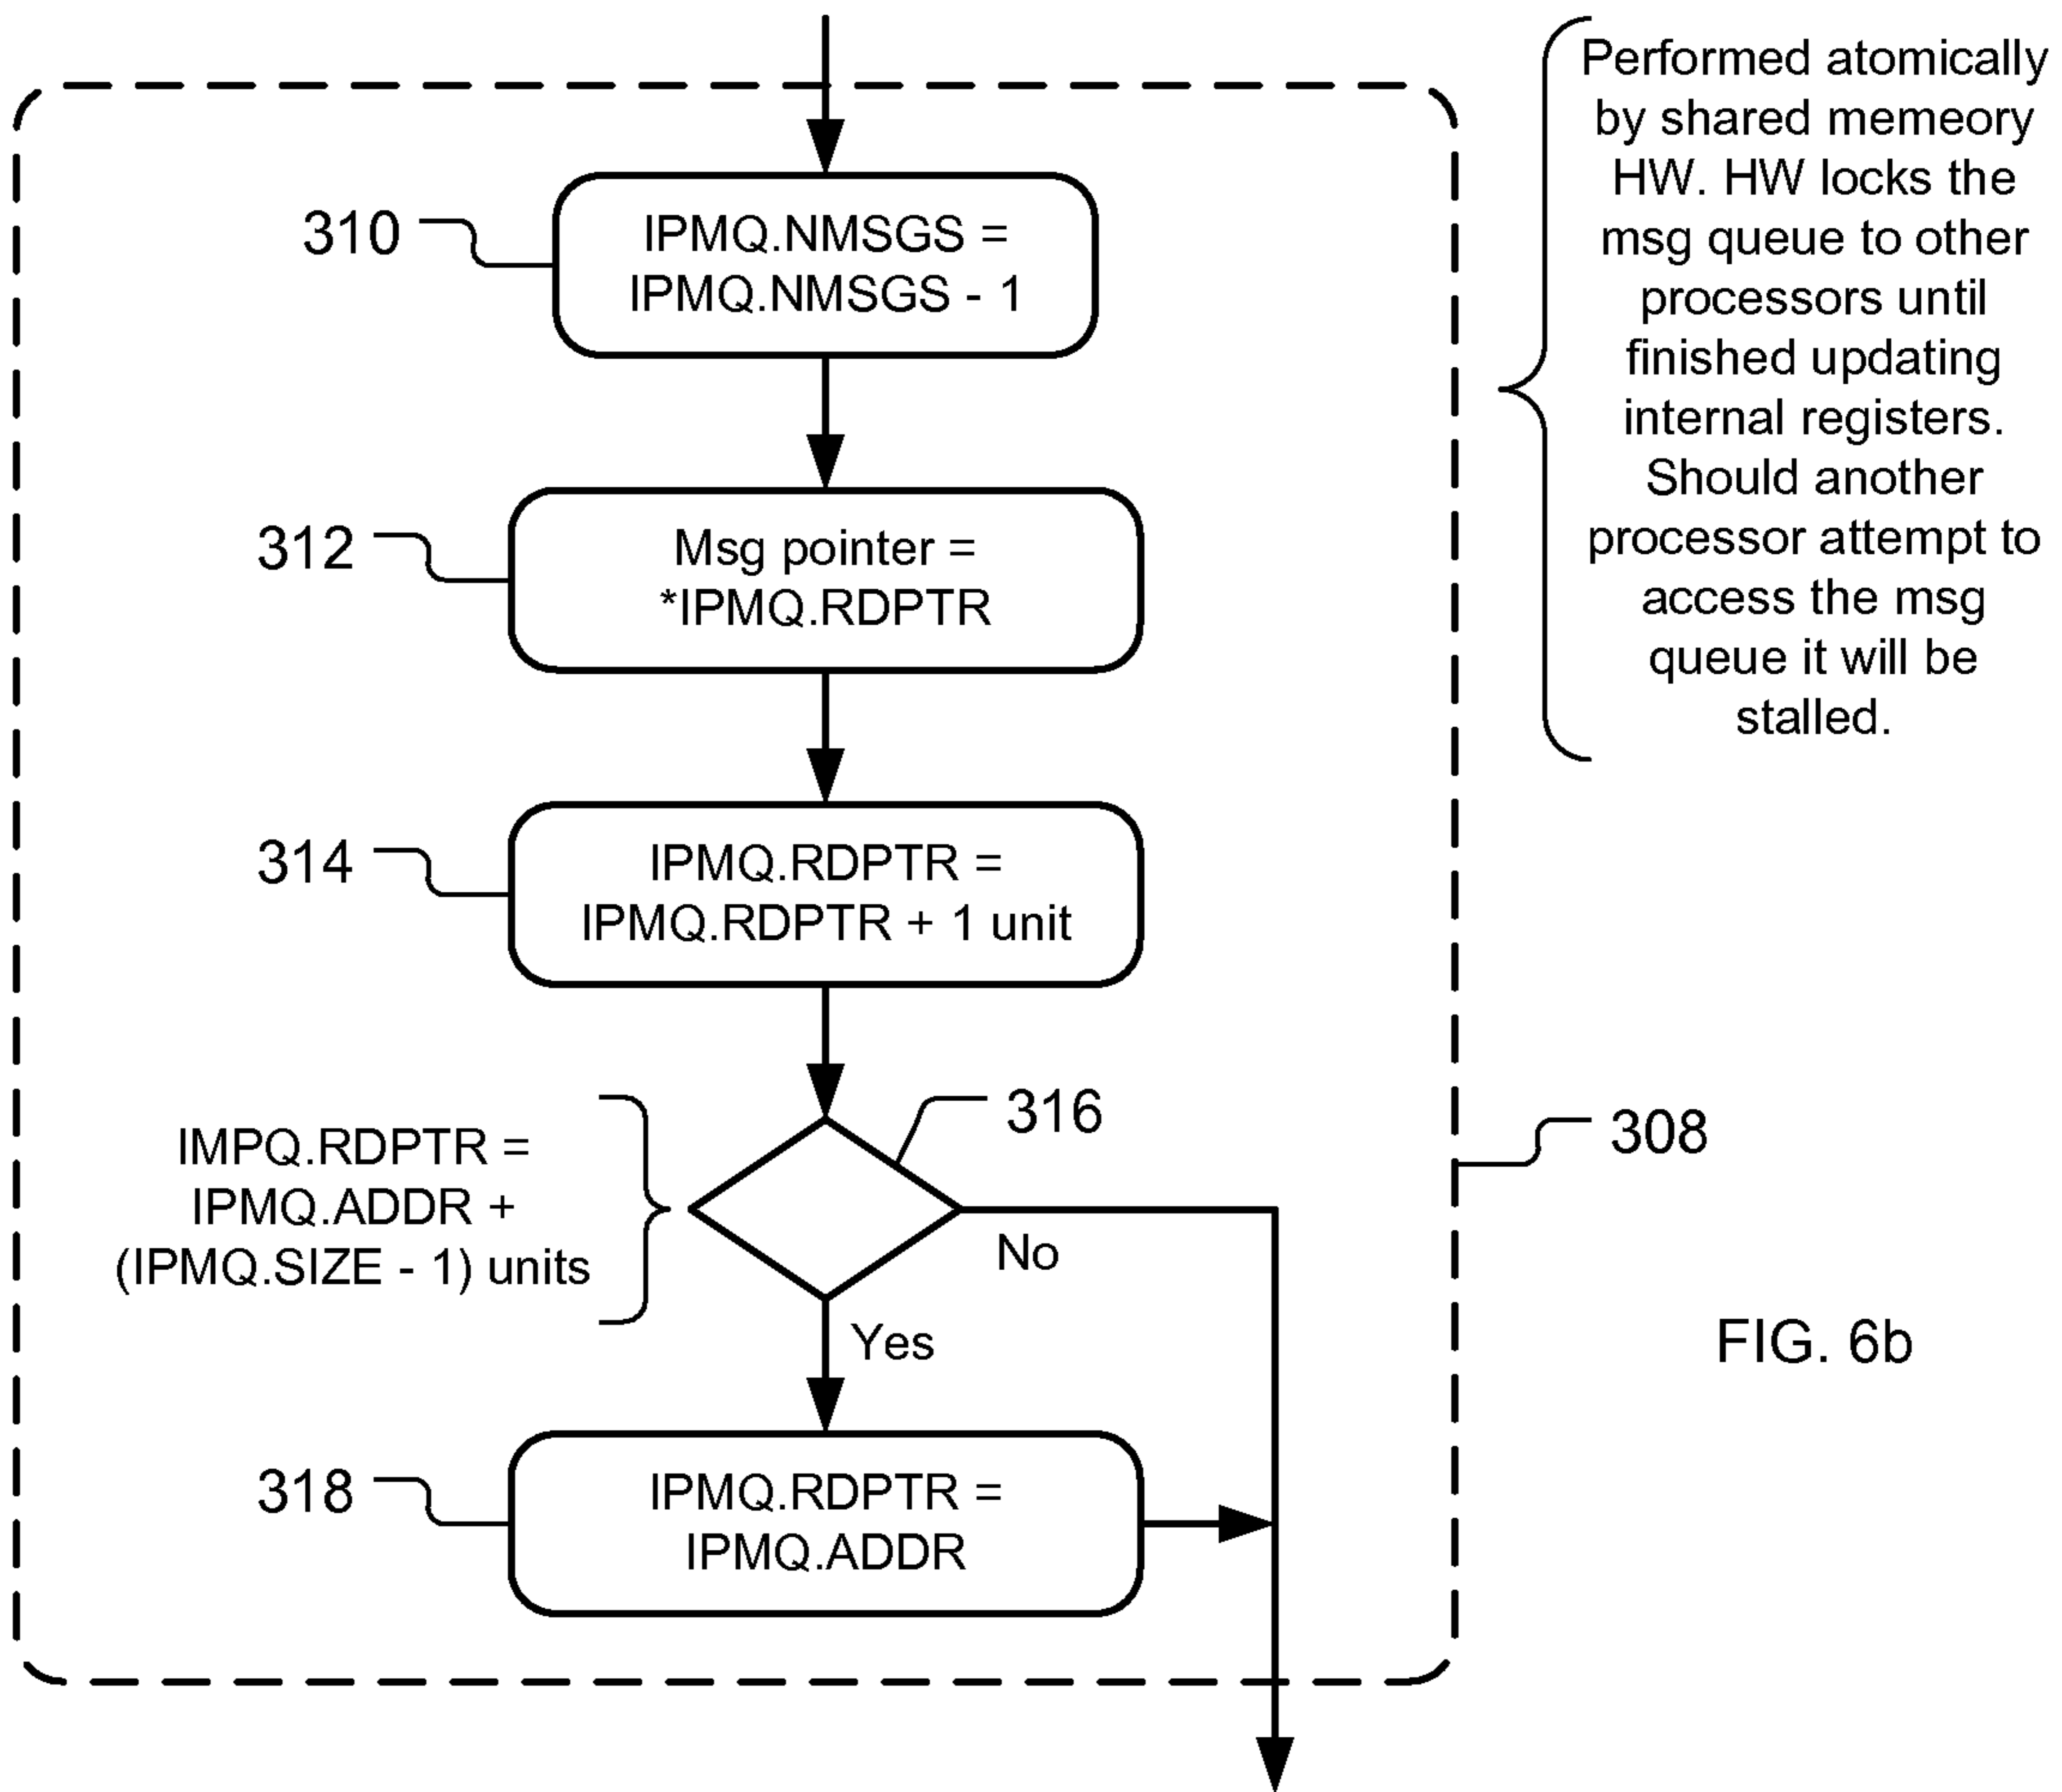 Performed atomically
by shared memeory
HW. HW locks the
msg queue to other
processors until
finished updating
internal registers.
Should another
processor attempt to
access the msg
queue it will be
stalled.
310
IPMQ.NMSGS =
IPMQ.NMSGS - 1
312
Msg pointer =
*IPMQ.RDPTR
314
IPMQ.RDPTR =
IPMQ.RDPTR + 1 unit
316
IMPQ.RDPTR =
IPMQ.ADDR +
(IPMQ.SIZE - 1) units
No
Yes
308
318
IPMQ.RDPTR =
IPMQ.ADDR
FIG. 6b